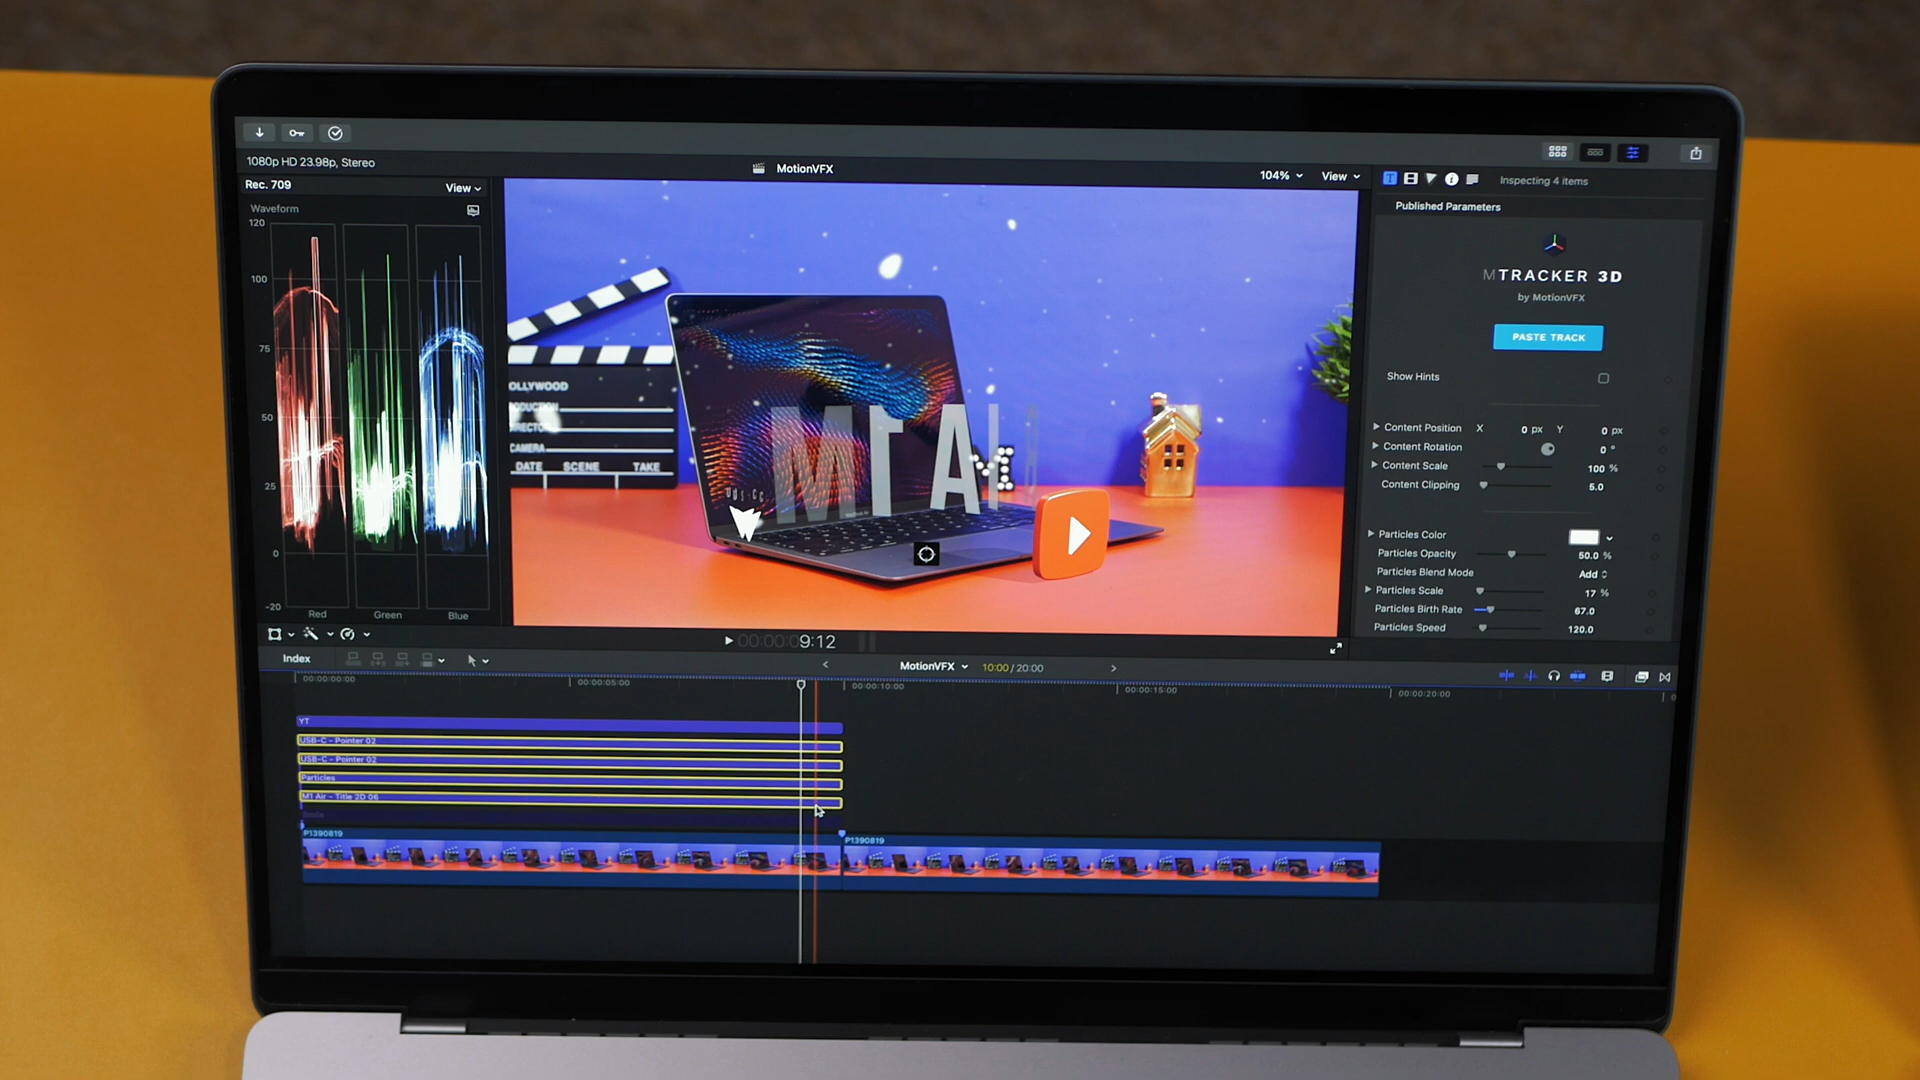 1080p HD 23.98p, Stereo
MotionVFX
104%
View
Rec. 709
View
Inspecting 4 items
Published Parameters
Waveform
120
100
75
50
25
0
-20
Red
Green
Blue
OLLYWOOD
CAMERA
DATE SCENE TAKE
M1 AI
MTRACKER 3D
by MotionVFX
PASTE TRACK
Show Hints
Content Position X 0 px Y 0 px
Content Rotation 0 °
Content Scale 100 %
Content Clipping 5.0
Particles Color
Particles Opacity 50.0 %
Particles Blend Mode Add
Particles Scale 17 %
Particles Birth Rate 67.0
Particles Speed 120.0
00:00:09:12
Index
MotionVFX
10:00 / 20:00
00:00:00:00
00:00:05:00
00:00:10:00
00:00:15:00
00:00:20:00
YT
USB-C - Pointer 02
USB-C - Pointer 02
Particles
M1 Air - Title 2D 06
P1390819
P1390819